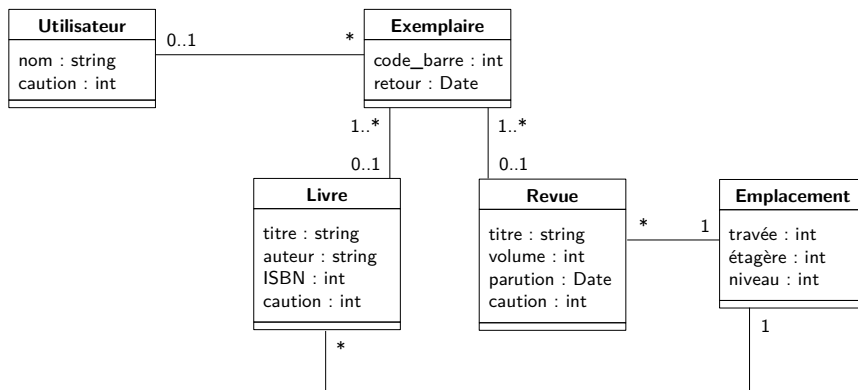 Utilisateur
nom : string
caution : int
0..1
*
Exemplaire
code_barre : int
retour : Date
1..*
0..1
1..*
0..1
Livre
titre : string
auteur : string
ISBN : int
caution : int
*
Revue
titre : string
volume : int
parution : Date
caution : int
*
1
Emplacement
travée : int
étagère : int
niveau : int
1